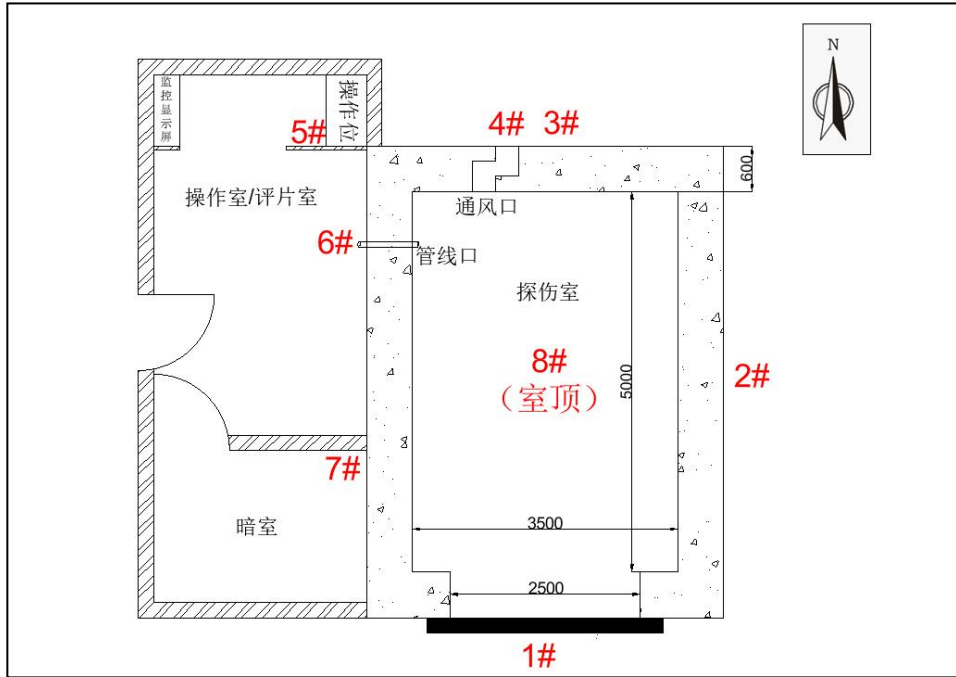 N
监控显示屏
操作位
5#
4#
3#
600
操作室/评片室
通风口
6#
管线口
探伤室
8#
（室顶）
5000
2#
7#
3500
暗室
2500
1#